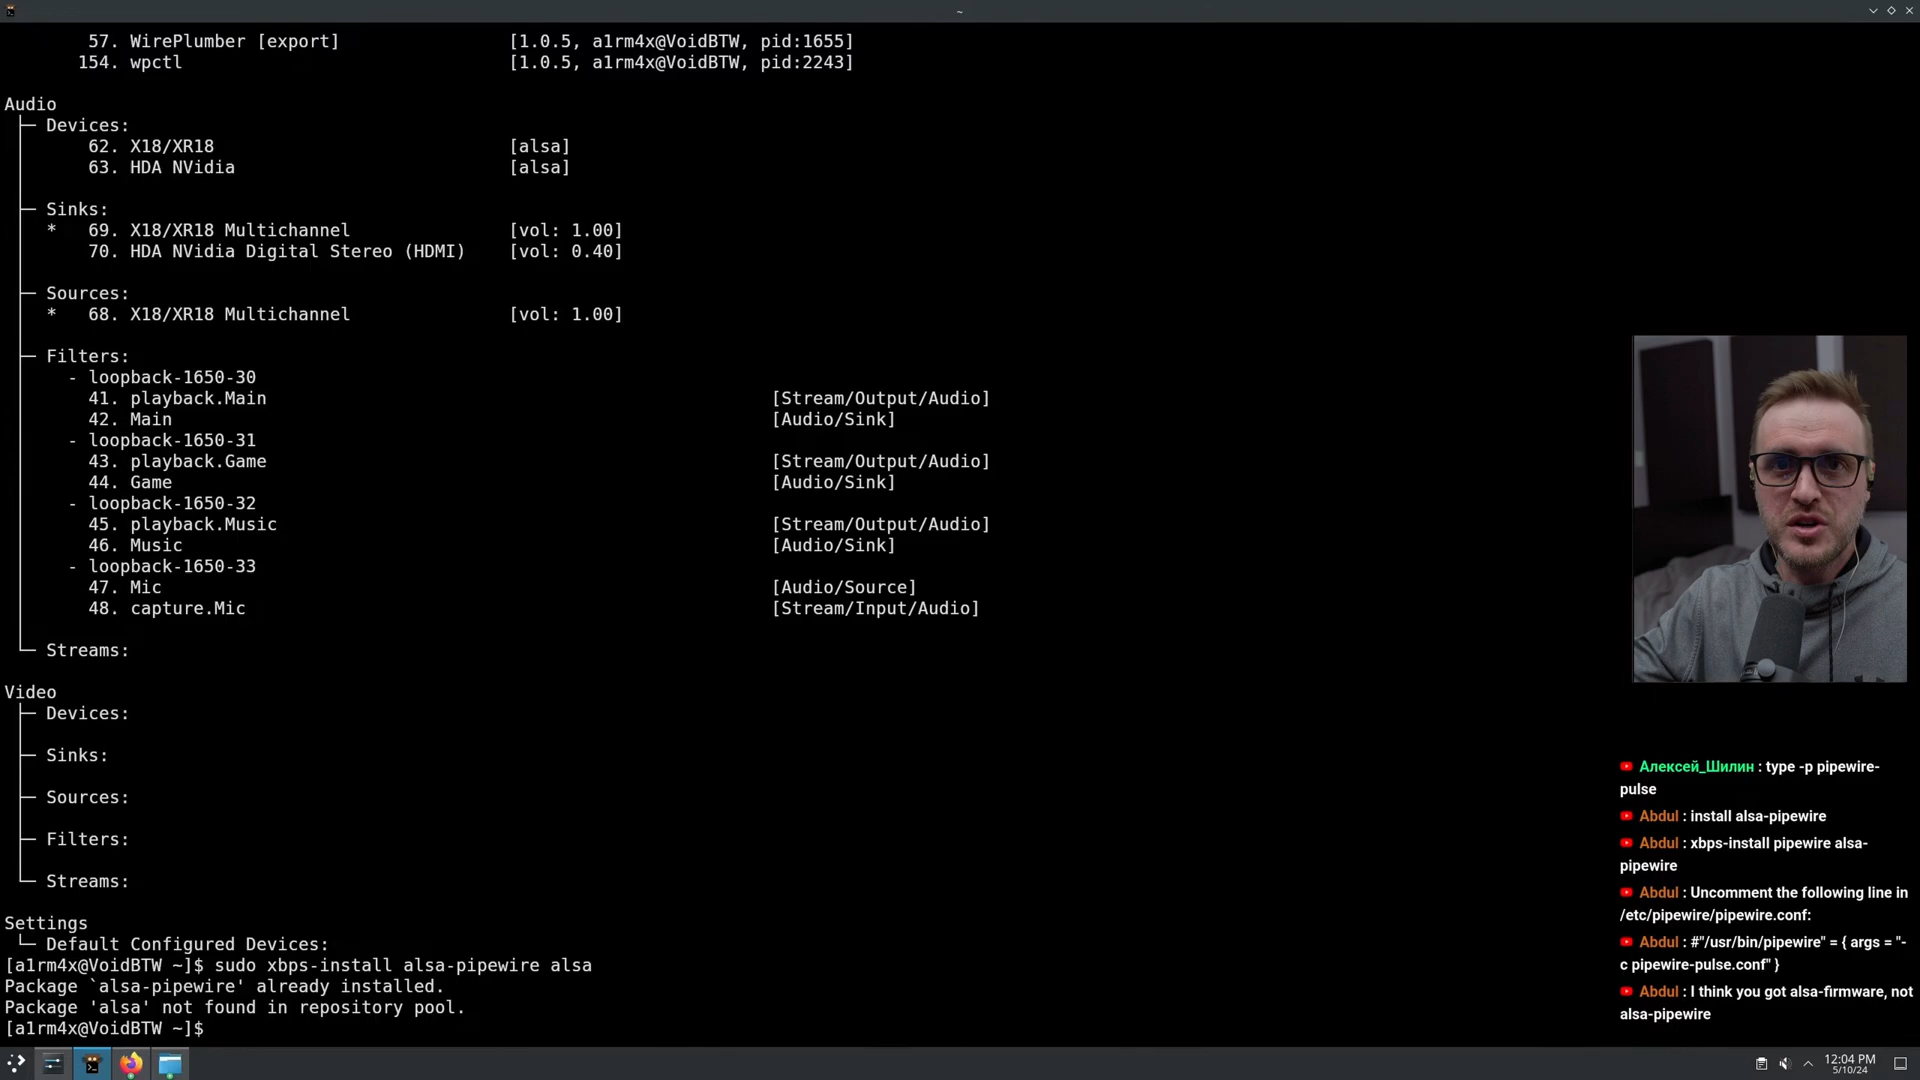 ~
57. WirePlumber [export] [1.0.5, a1rm4x@VoidBTW, pid:1655]
154. wpctl [1.0.5, a1rm4x@VoidBTW, pid:2243]
Audio
├─ Devices:
62. X18/XR18 [alsa]
63. HDA NVidia [alsa]
├─ Sinks:
* 69. X18/XR18 Multichannel [vol: 1.00]
70. HDA NVidia Digital Stereo (HDMI) [vol: 0.40]
├─ Sources:
* 68. X18/XR18 Multichannel [vol: 1.00]
├─ Filters:
- loopback-1650-30
41. playback.Main [Stream/Output/Audio]
42. Main [Audio/Sink]
- loopback-1650-31
43. playback.Game [Stream/Output/Audio]
44. Game [Audio/Sink]
- loopback-1650-32
45. playback.Music [Stream/Output/Audio]
46. Music [Audio/Sink]
- loopback-1650-33
47. Mic [Audio/Source]
48. capture.Mic [Stream/Input/Audio]
└─ Streams:
Video
├─ Devices:
├─ Sinks:
├─ Sources:
├─ Filters:
└─ Streams:
Settings
└─ Default Configured Devices:
[a1rm4x@VoidBTW ~]$ sudo xbps-install alsa-pipewire alsa
Package `alsa-pipewire' already installed.
Package 'alsa' not found in repository pool.
[a1rm4x@VoidBTW ~]$
Алексей_Шилин : type -p pipewire-
pulse
Abdul : install alsa-pipewire
Abdul : xbps-install pipewire alsa-
pipewire
Abdul : Uncomment the following line in
/etc/pipewire/pipewire.conf:
Abdul : #"/usr/bin/pipewire" = { args = "-
c pipewire-pulse.conf" }
Abdul : I think you got alsa-firmware, not
alsa-pipewire
12:04 PM
5/10/24